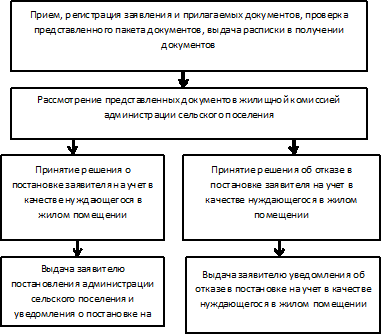 Прием, регистрация заявления и прилагаемых документов, проверка
представленного пакета документов, выдача расписки в получении
документов
Рассмотрение представленных документов жилищной комиссией
администрации сельского поселения
Принятие решения о
постановке заявителя на учет в
качестве нуждающегося в
жилом помещении
Принятие решения об отказе в
постановке заявителя на учет в
качестве нуждающегося в жилом
помещении
Выдача заявителю
постановления администрации
сельского поселения и
уведомления о постановке на
Выдача заявителю уведомления об
отказе в постановке на учет в качестве
нуждающегося в жилом помещении